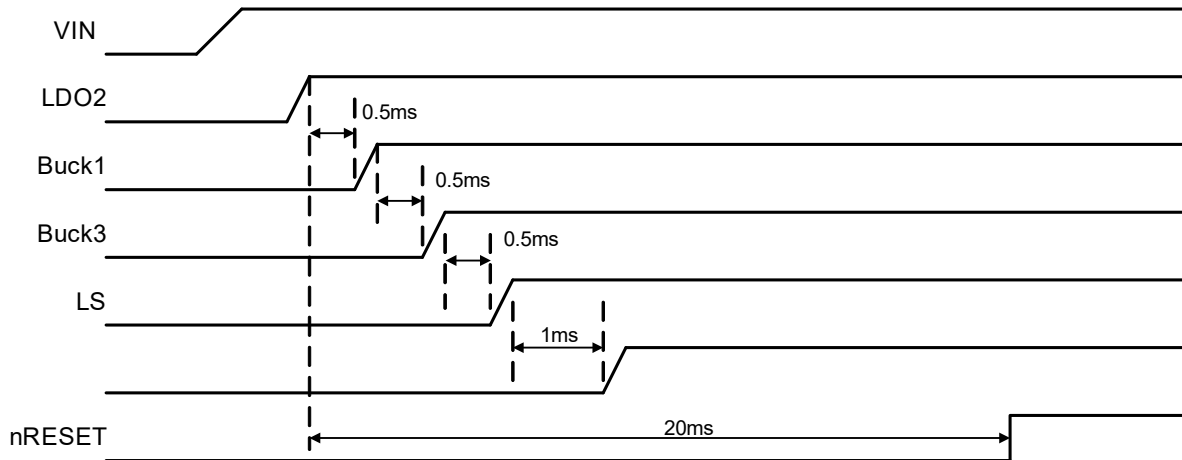 VIN
LDO2
0.5ms
Buck1
0.5ms
Buck3
0.5ms
LS
1ms
20ms
nRESET